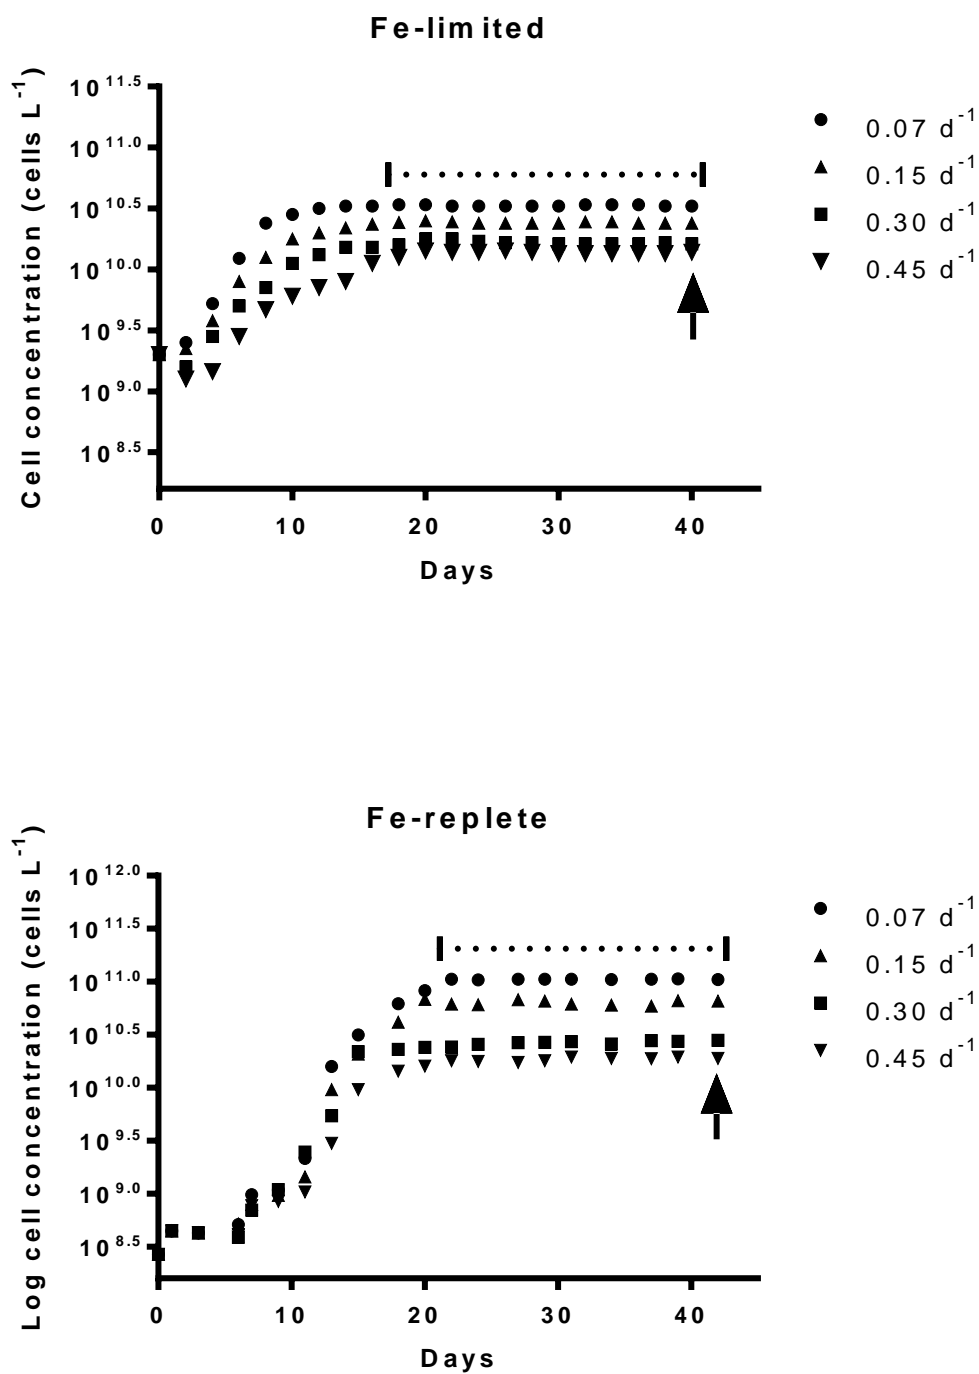 Fe-limited
Cell concentration (cells L-1)
10 11.5
10 11.0
10 10.5
10 10.0
10 9.5
10 9.0
10 8.5
0 10 20 30 40
Days
0.07 d-1
0.15 d-1
0.30 d-1
0.45 d-1
Fe-replete
Log cell concentration (cells L-1)
10 12.0
10 11.5
10 11.0
10 10.5
10 10.0
10 9.5
10 9.0
10 8.5
0 10 20 30 40
Days
0.07 d-1
0.15 d-1
0.30 d-1
0.45 d-1